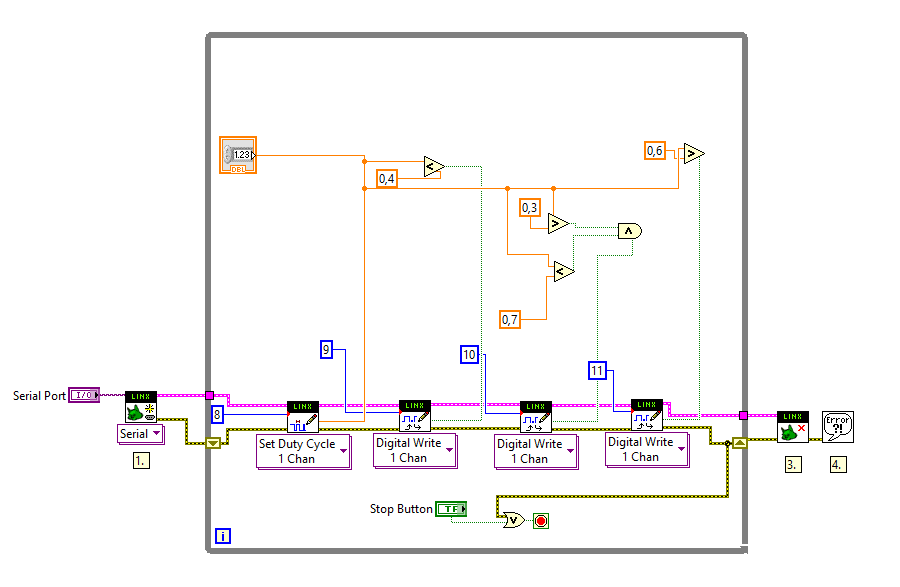 1.23
DBL
0,4
0,6
0,3
0,7
9
10
11
Serial Port
I/O
LINX
8
LINX
LINX
LINX
LINX
LINX
Error
?!
Serial
Set Duty Cycle
1 Chan
Digital Write
1 Chan
Digital Write
1 Chan
Digital Write
1 Chan
1.
3.
4.
Stop Button
TF
i